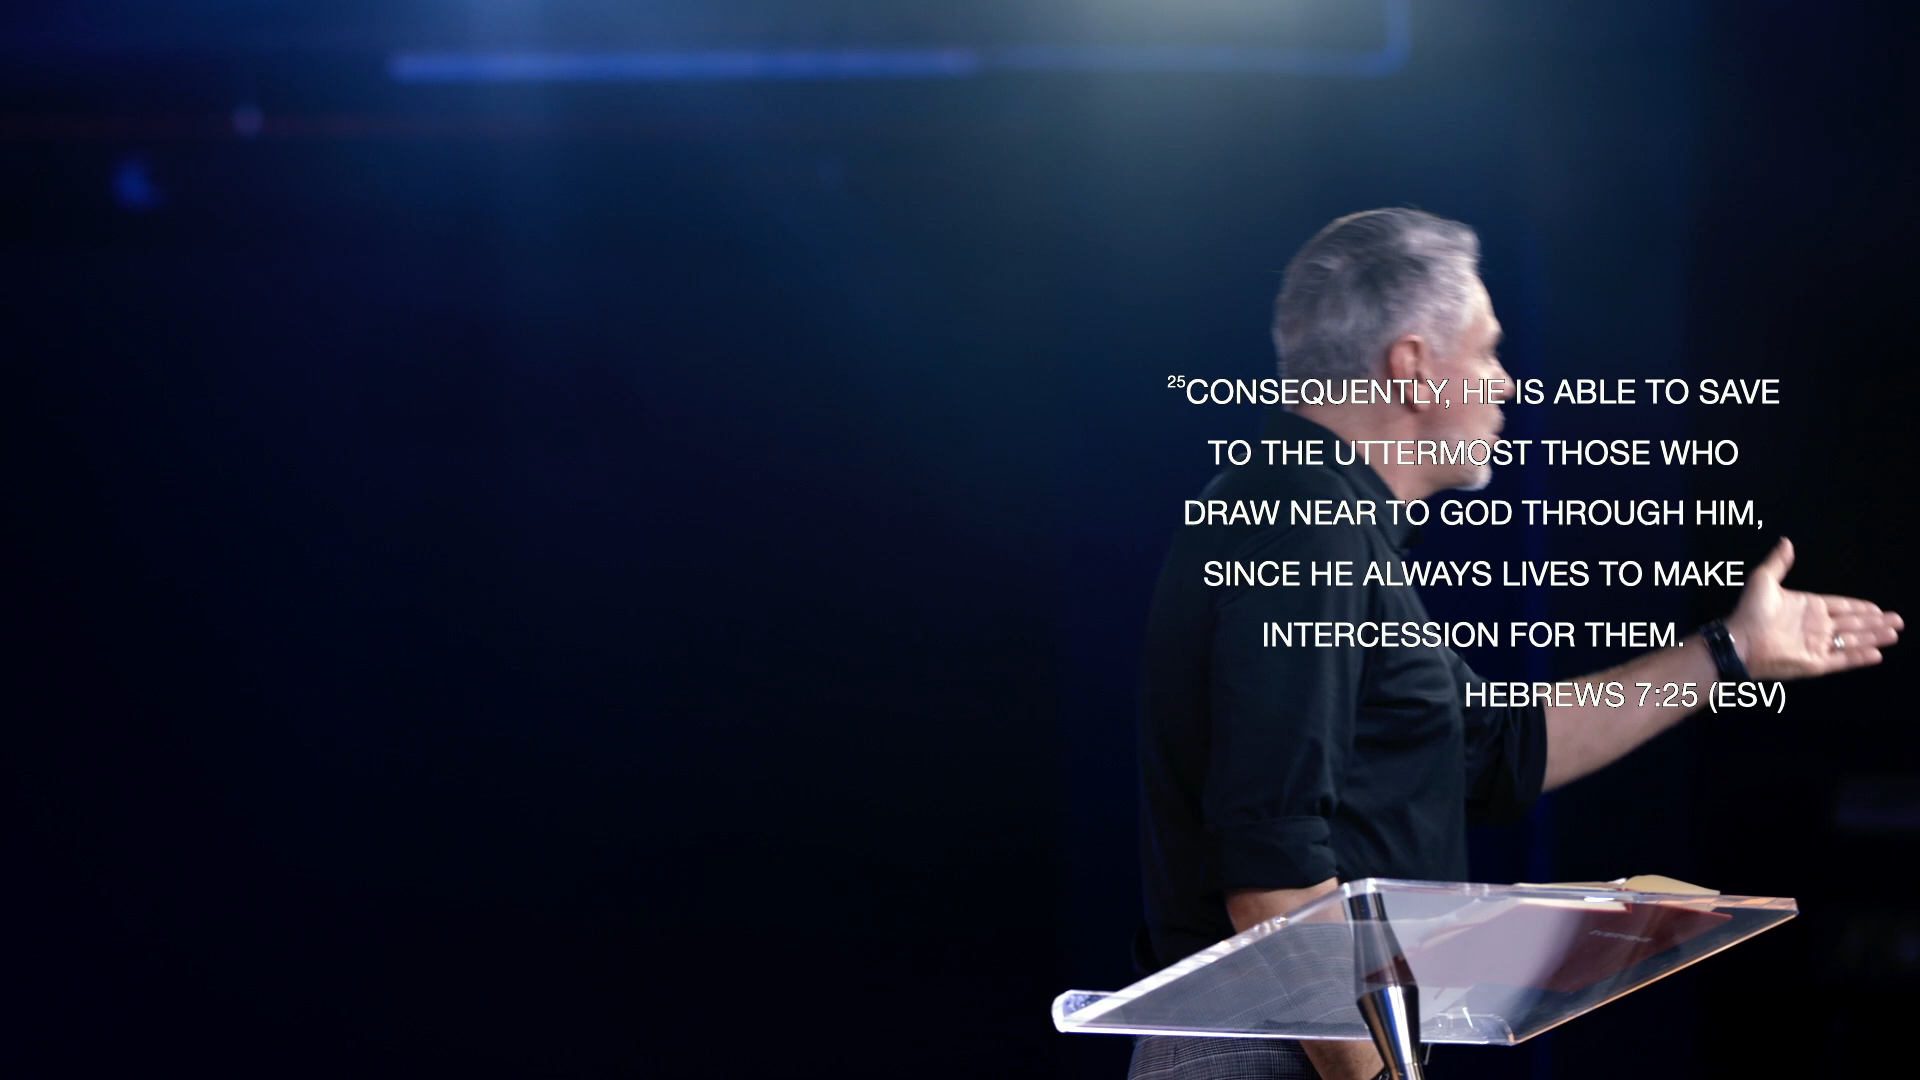 25CONSEQUENTLY, HE IS ABLE TO SAVE
TO THE UTTERMOST THOSE WHO
DRAW NEAR TO GOD THROUGH HIM,
SINCE HE ALWAYS LIVES TO MAKE
INTERCESSION FOR THEM.
HEBREWS 7:25 (ESV)